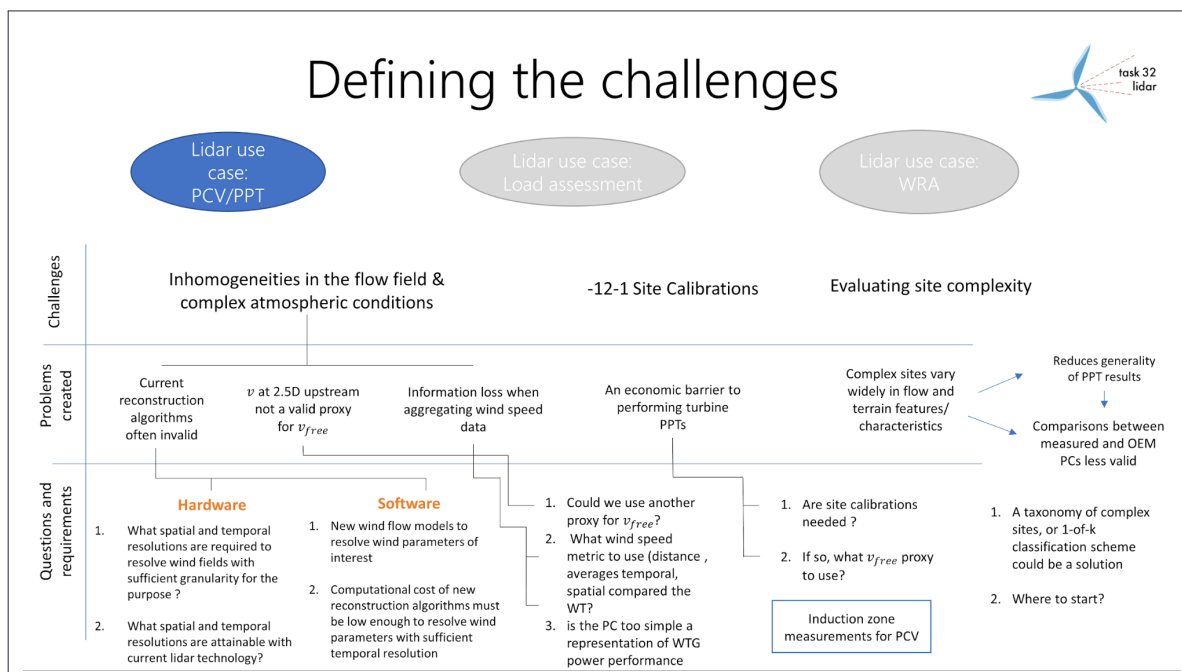 Defining the challenges
task 32
lidar
Lidar use
case:
PCV/PPT
Lidar use case:
Load assessment
Lidar use case:
WRA
Challenges
Inhomogeneities in the flow field &
complex atmospheric conditions
-12-1 Site Calibrations
Evaluating site complexity
Problems
created
Current
reconstruction
algorithms
often invalid
v at 2.5D upstream
not a valid proxy
for v_free
Information loss when
aggregating wind speed
data
An economic barrier to
performing turbine
PPTs
Complex sites vary
widely in flow and
terrain features/
characteristics
Reduces generality
of PPT results
Comparisons between
measured and OEM
PCs less valid
Questions and
requirements
Hardware
1. What spatial and temporal
resolutions are required to
resolve wind fields with
sufficient granularity for the
purpose ?
2. What spatial and temporal
resolutions are attainable with
current lidar technology?
Software
1. New wind flow models to
resolve wind parameters of
interest
2. Computational cost of new
reconstruction algorithms must
be low enough to resolve wind
parameters with sufficient
temporal resolution
1. Could we use another
proxy for v_free?
2. What wind speed
metric to use (distance ,
averages temporal,
spatial compared the
WT?
3. is the PC too simple a
representation of WTG
power performance
1. Are site calibrations
needed ?
2. If so, what v_free proxy
to use?
Induction zone
measurements for PCV
1. A taxonomy of complex
sites, or 1-of-k
classification scheme
could be a solution
2. Where to start?